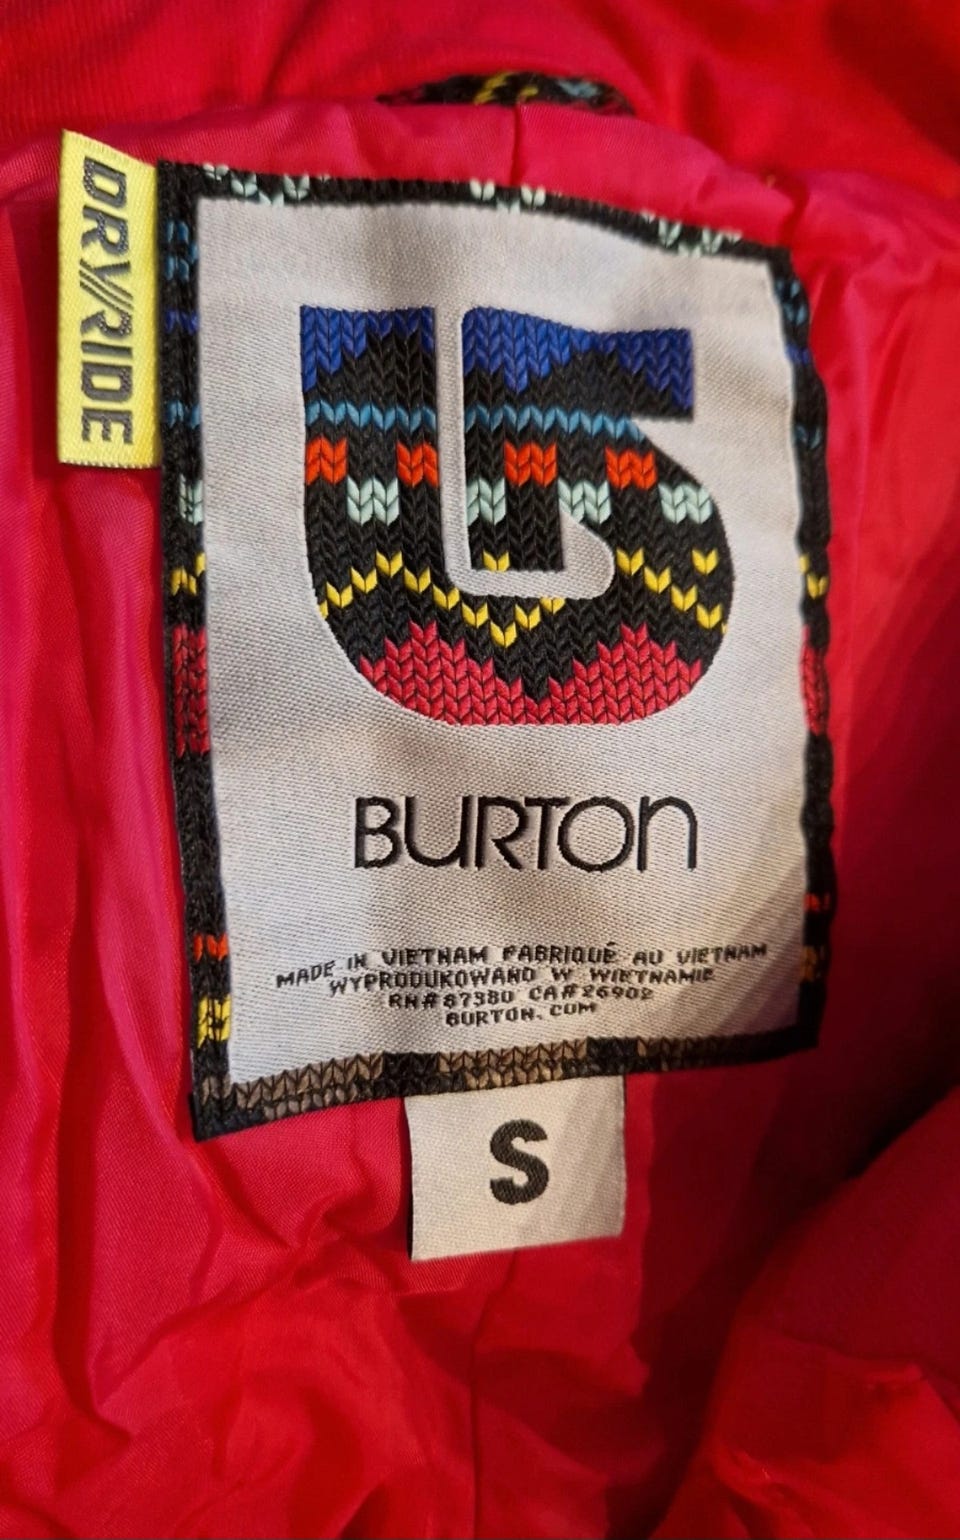 DRYRIDE
BURTON
MADE IN VIETNAM FABRIQUÉ AU VIETNAM
WYPRODUKOWANO W WIETNAMIE
RN#87380 CA#26902
BURTON.COM
S